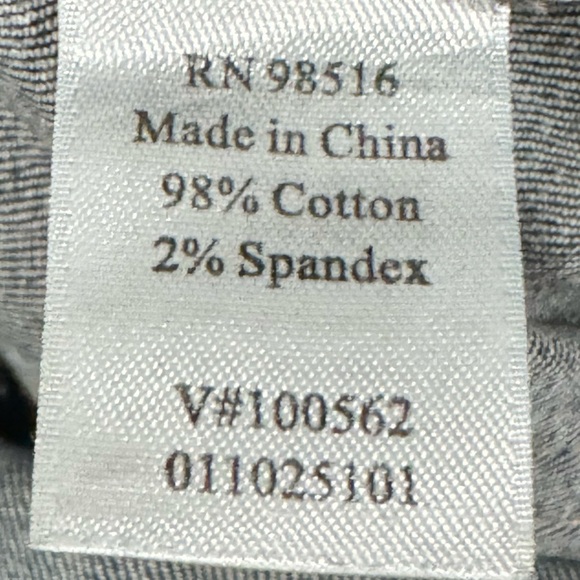 RN 98516
Made in China
98% Cotton
2% Spandex
V#100562
011025101